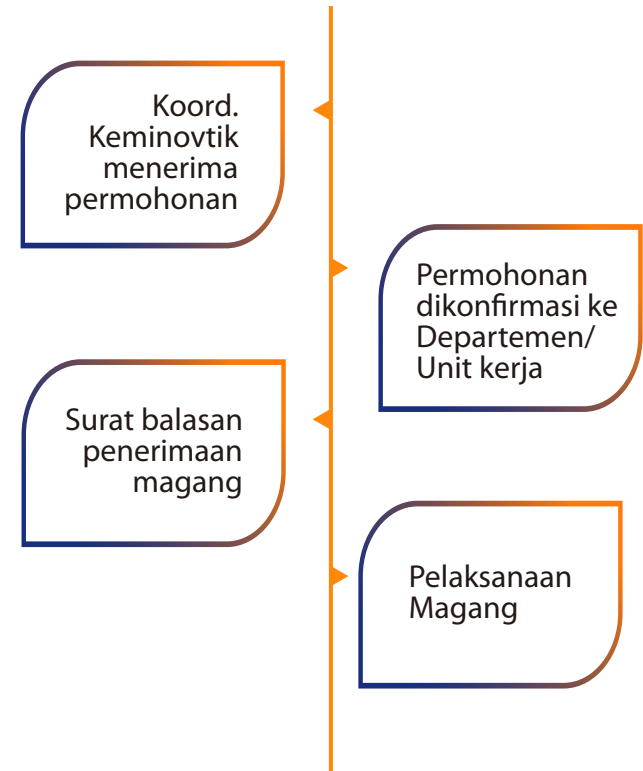 Koord.
Keminovtik
menerima
permohonan
Permohonan
dikonfirmasi ke
Departemen/
Unit kerja
Surat balasan
penerimaan
magang
Pelaksanaan
Magang